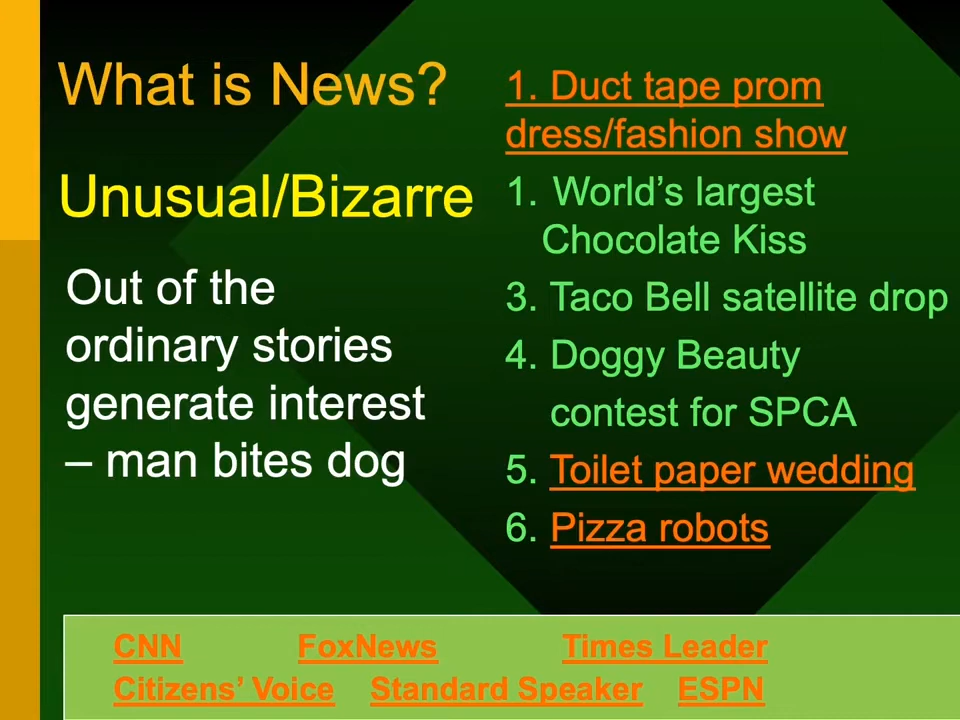 What is News?
Unusual/Bizarre
Out of the
ordinary stories
generate interest
– man bites dog
1. Duct tape prom
dress/fashion show
1. World’s largest
Chocolate Kiss
3. Taco Bell satellite drop
4. Doggy Beauty
contest for SPCA
5. Toilet paper wedding
6. Pizza robots
CNN FoxNews Times Leader
Citizens’ Voice Standard Speaker ESPN